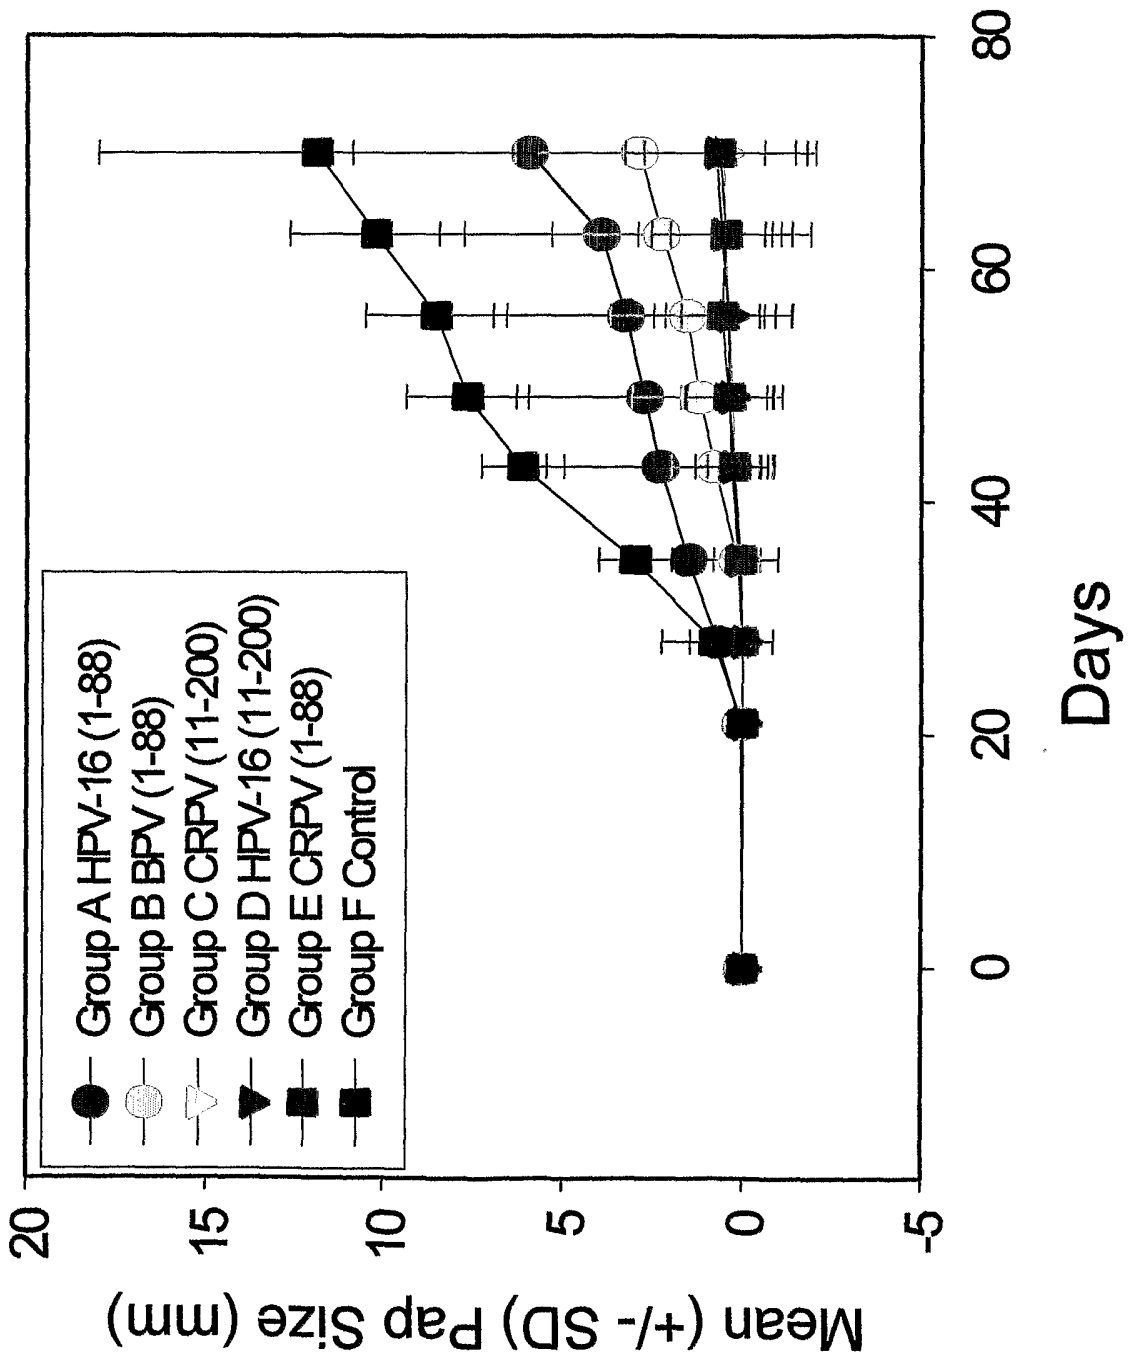 20
15
10
5
0
-5
Mean (+/- SD) Pap Size (mm)
Group A HPV-16 (1-88)
Group B BPV (1-88)
Group C CRPV (11-200)
Group D HPV-16 (11-200)
Group E CRPV (1-88)
Group F Control
0
20
40
60
80
Days